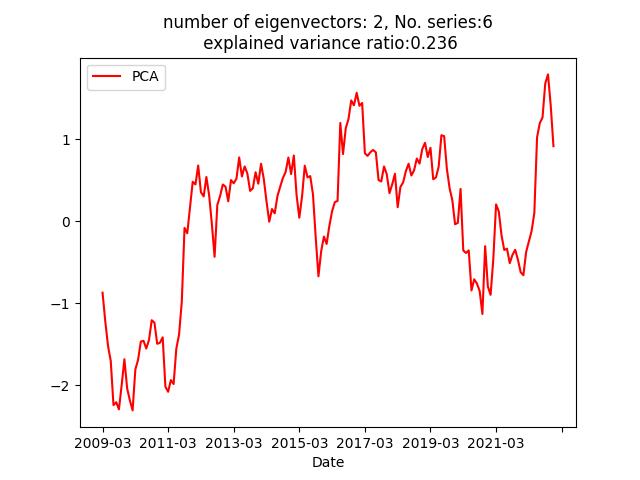 number of eigenvectors: 2, No. series:6
explained variance ratio:0.236
PCA
1
0
−1
−2
2009-03 2011-03 2013-03 2015-03 2017-03 2019-03 2021-03
Date